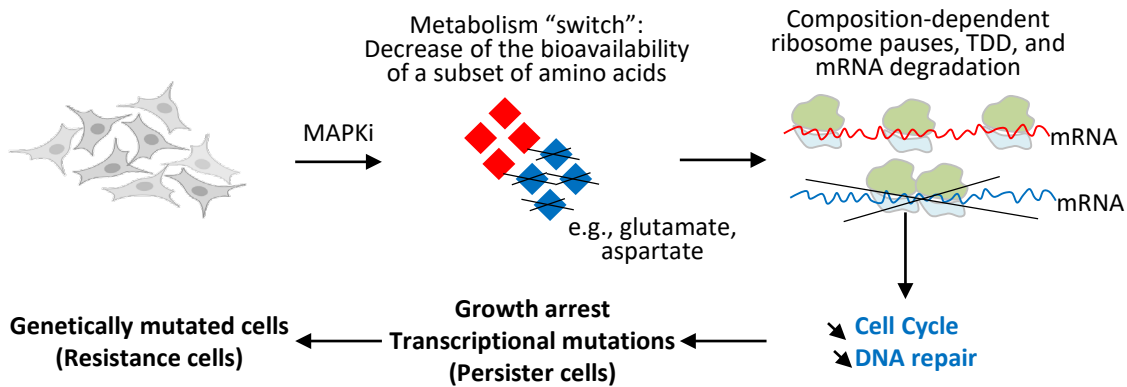 Metabolism “switch”:
Decrease of the bioavailability
of a subset of amino acids
Composition-dependent
ribosome pauses, TDD, and
mRNA degradation
MAPKi
mRNA
mRNA
e.g., glutamate,
aspartate
Cell Cycle
DNA repair
Growth arrest
Transcriptional mutations
(Persister cells)
Genetically mutated cells
(Resistance cells)